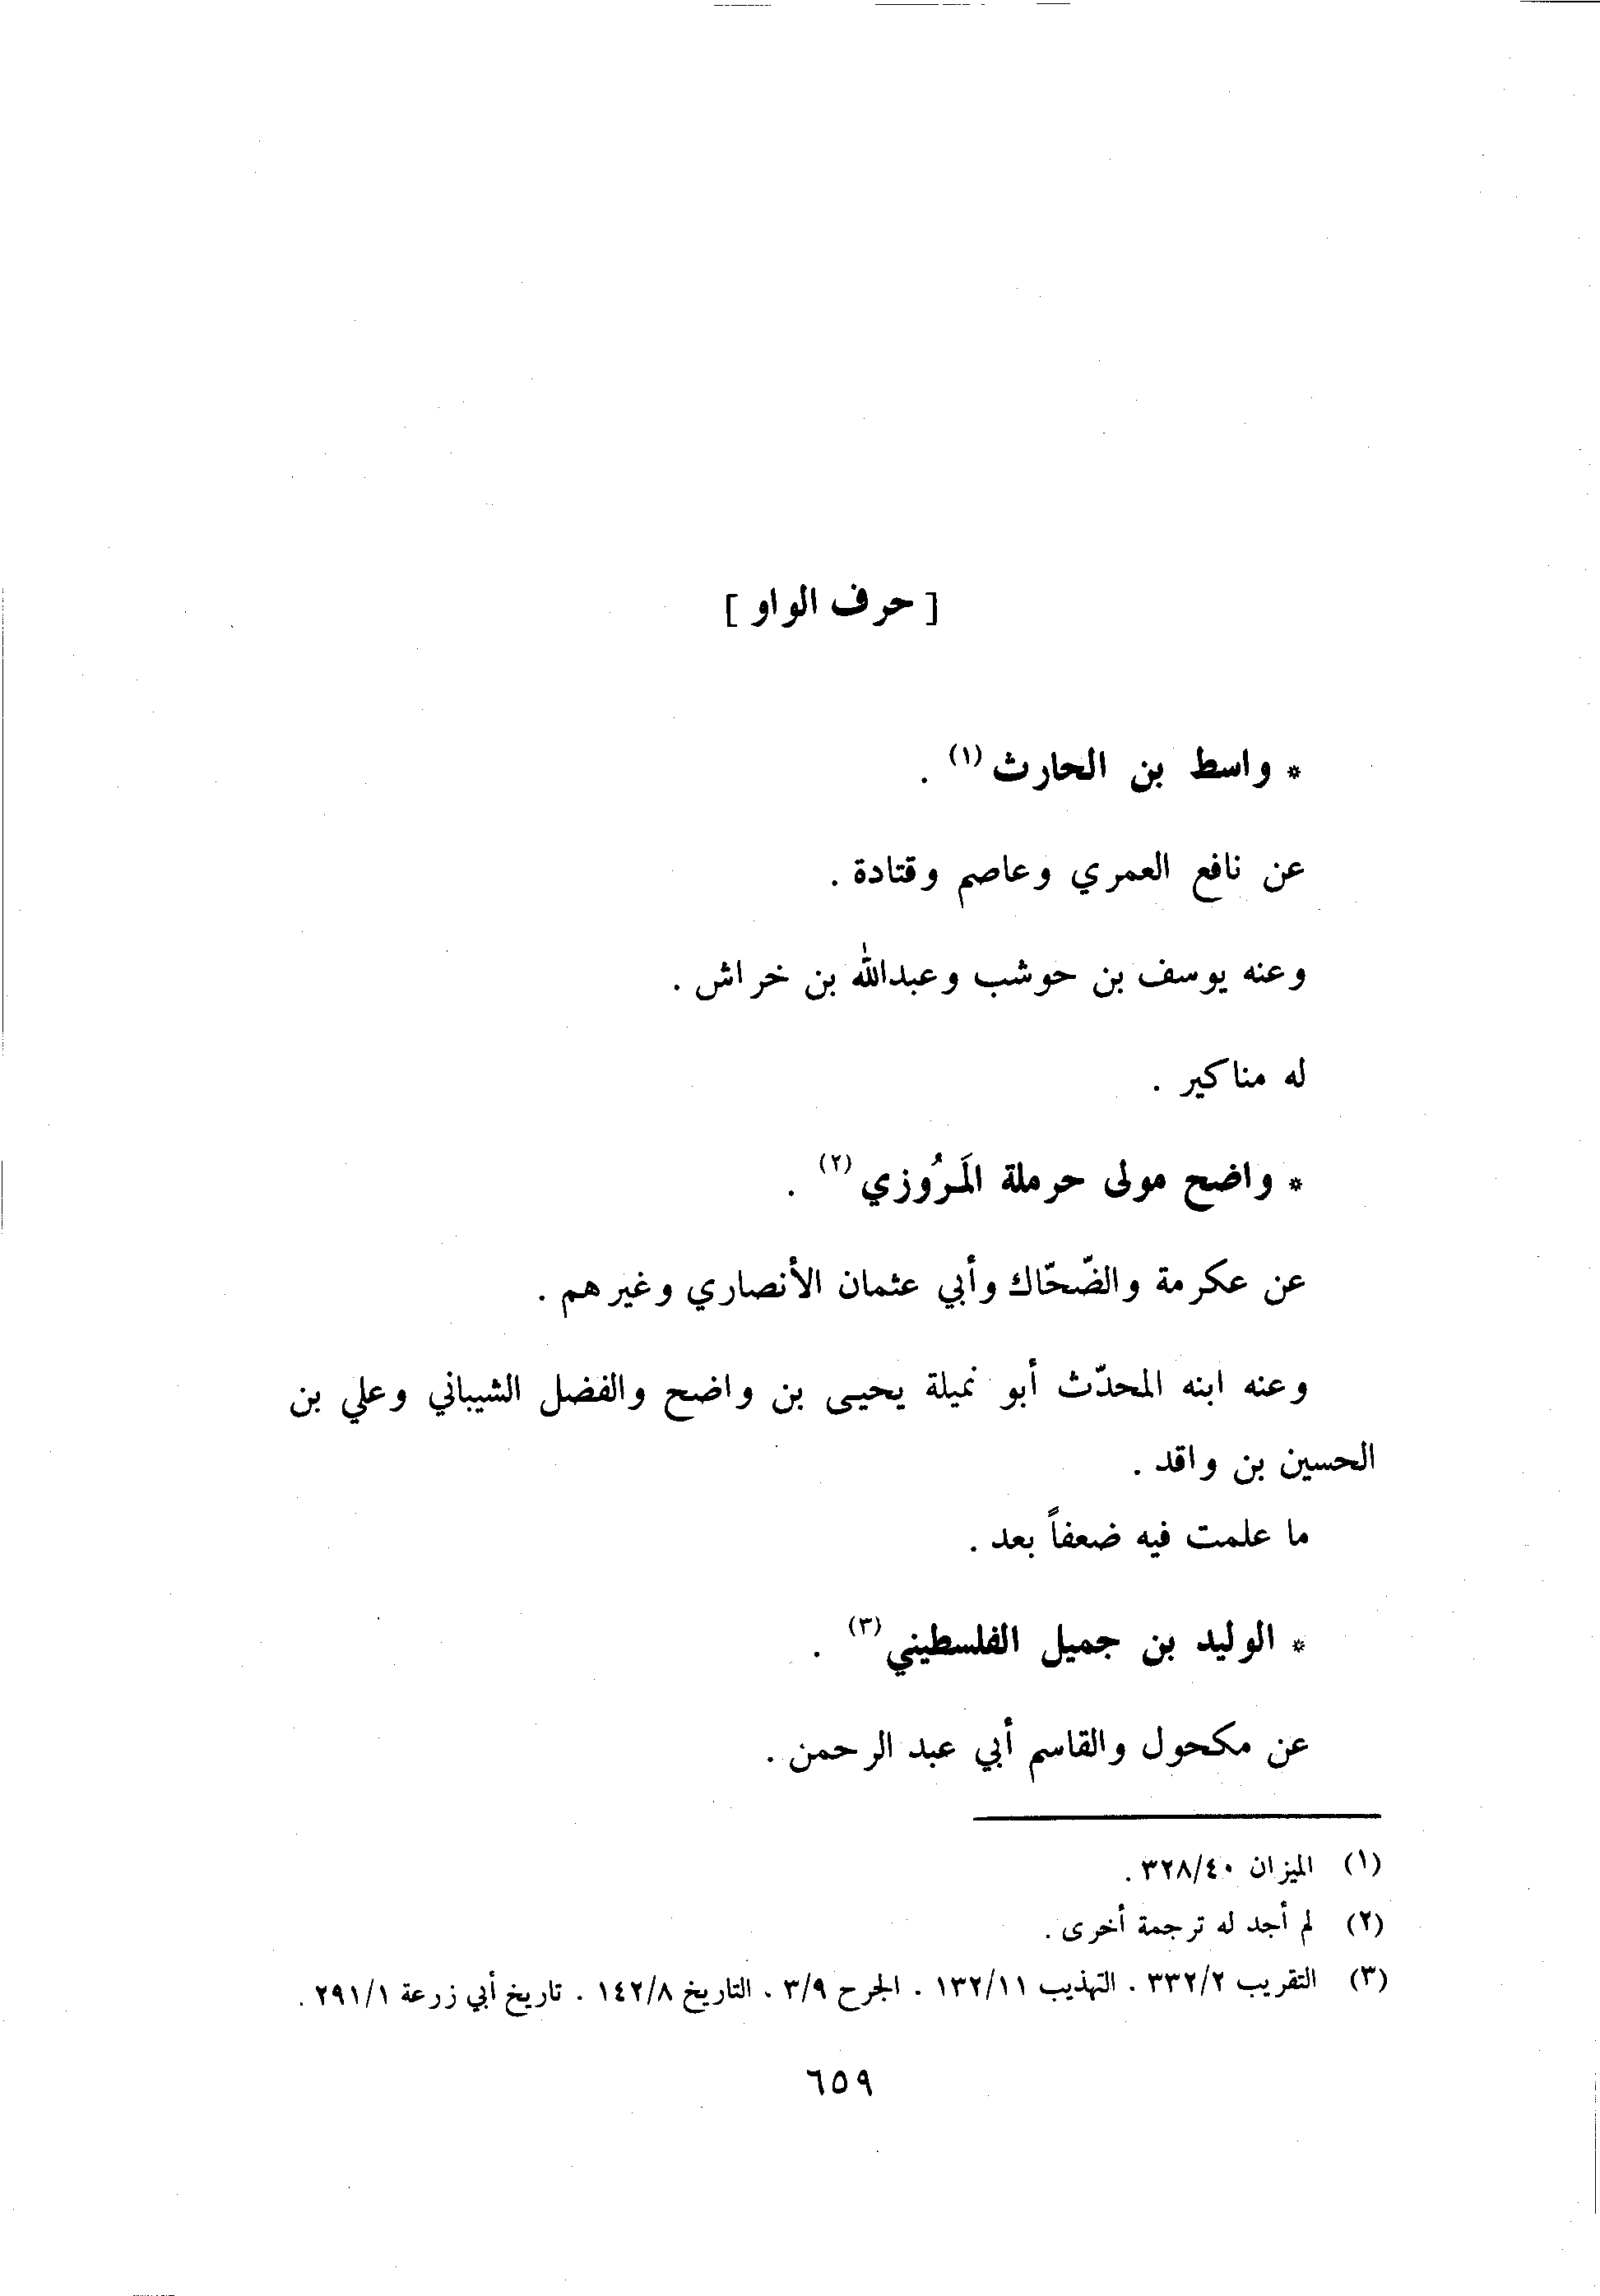 [ حرف الواو ]
* واسط بن الحارث (١) .
عن نافع العمري وعاصم وقتادة .
وعنه يوسف بن حوشب وعبدالله بن خراش .
له مناكير .
* واضح مولى حرملة المَرُوزي (٢) .
عن عكرمة والضّحّاك وأبي عثمان الأنصاري وغيرهم .
وعنه ابنه المحدّث أبو نميلة يحيـى بن واضح والفضل الشيباني وعلي بن
الحسين بن واقد .
ما علمت فيه ضعفاً بعد .
* الوليد بن جميل الفلسطيني (٣) .
عن مكحول والقاسم أبي عبد الرحمن .
(١) الميزان ٣٢٨/٤٠ .
(٢) لم أجد له ترجمة أخرى .
(٣) التقريب ٣٣٢/٢ . التهذيب ١٣٢/١١ . الجرح ٣/٩ . التاريخ ١٤٢/٨ . تاريخ أبي زرعة ٢٩١/١ .
٦٥٩